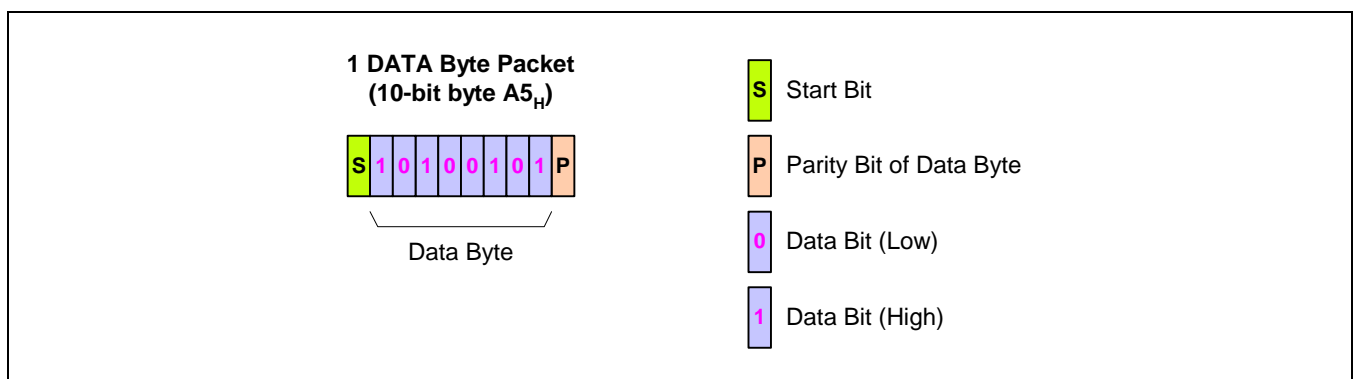 1 DATA Byte Packet
(10-bit byte A5H)
S 1 0 1 0 0 1 0 1 P
Data Byte
S Start Bit
P Parity Bit of Data Byte
0 Data Bit (Low)
1 Data Bit (High)